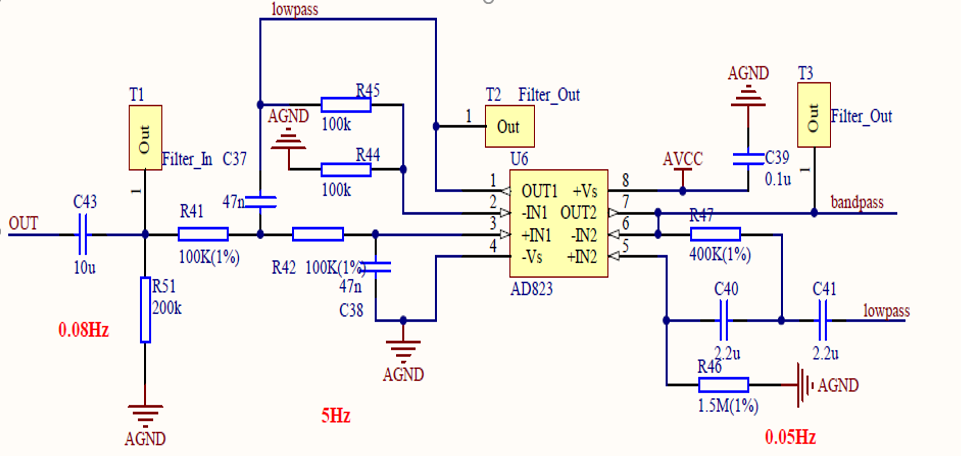 lowpass
T1
Out
1
Filter_In
C37
47n
AGND
R45
100k
R44
100k
T2
Filter_Out
1
Out
AGND
T3
Out
Filter_Out
1
C39
0.1u
AVCC
U6
1
OUT1
+Vs
8
2
-IN1
OUT2
7
3
+IN1
-IN2
6
4
-Vs
+IN2
5
AD823
bandpass
OUT
C43
10u
R41
100K(1%)
R42
100K(1%)
47n
C38
R51
200k
AGND
AGND
R47
400K(1%)
C40
2.2u
C41
2.2u
lowpass
R46
1.5M(1%)
AGND
0.08Hz
5Hz
0.05Hz